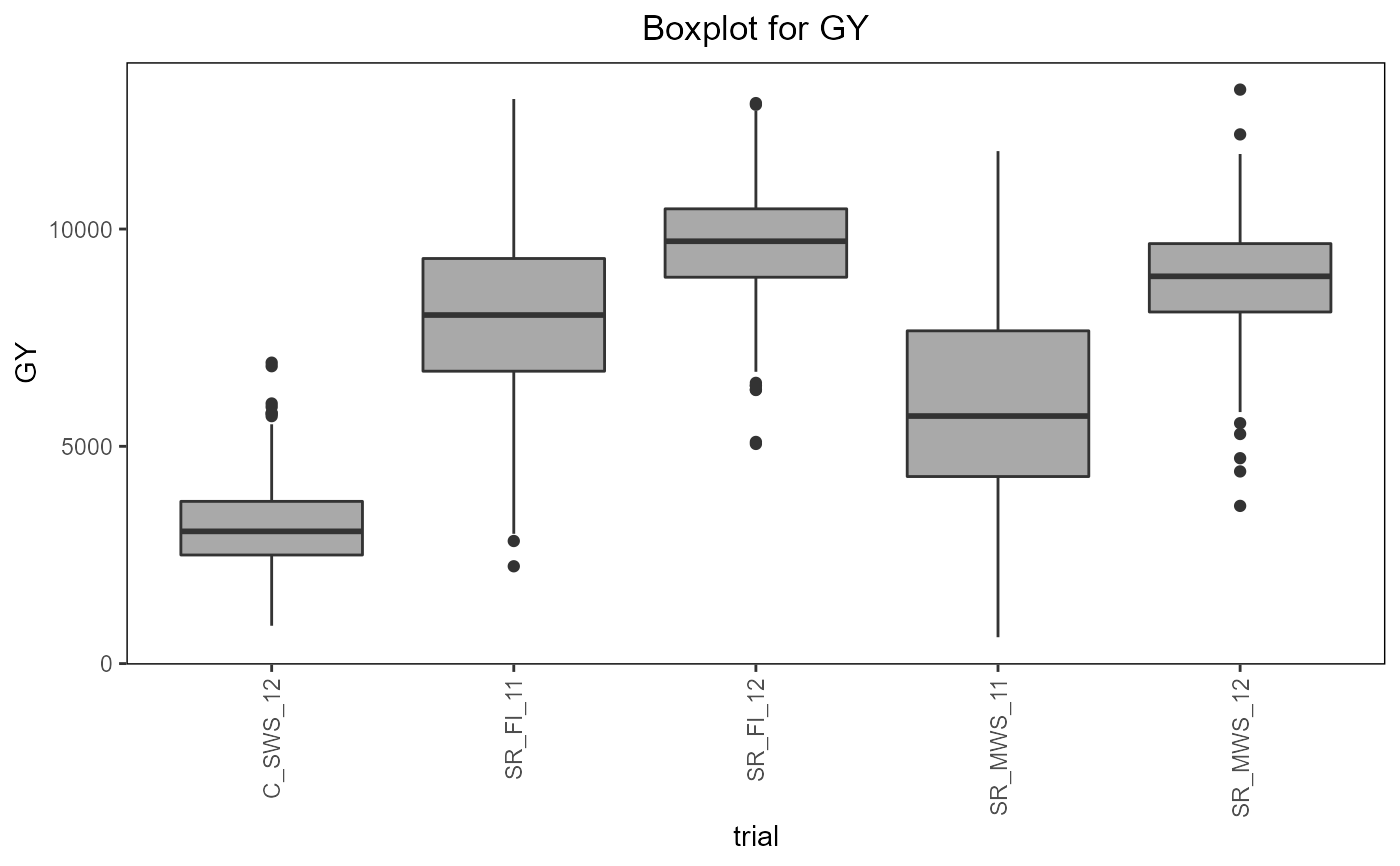 Boxplot for GY
GY
10000
5000
0
C_SWS_12
SR_FI_11
SR_FI_12
SR_MWS_11
SR_MWS_12
trial